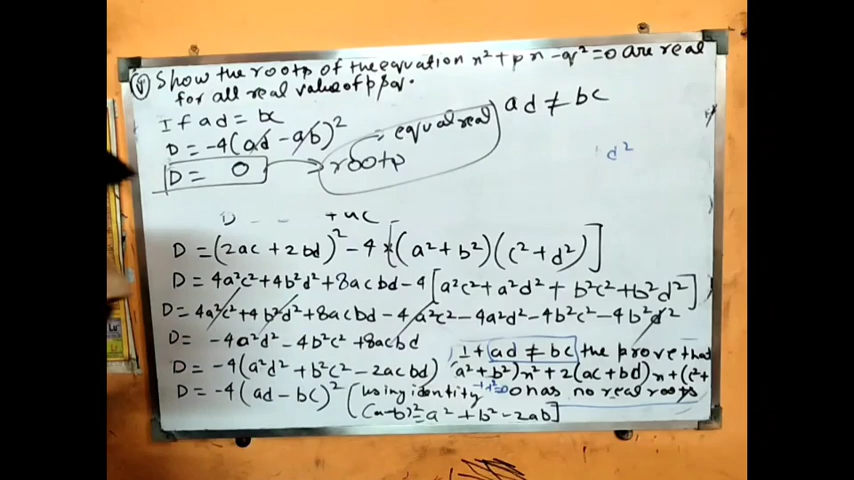 (V) Show the roots of the equation x² + px - q² = 0 are real
for all real value of p & q.
If ad = bc
ad ≠ bc
D = -4(ad - ab)²
equal real
roots
D = 0
d²
D = (2ac + 2bd)² - 4 [(a² + b²)(c² + d²)]
D = 4a²c² + 4b²d² + 8acbd - 4[a²c² + a²d² + b²c² + b²d²]
D = 4a²c² + 4b²d² + 8acbd - 4a²c² - 4a²d² - 4b²c² - 4b²d²
D = -4a²d² - 4b²c² + 8acbd
If ad ≠ bc the prove that
D = -4(a²d² + b²c² - 2acbd)
a² + b²)x² + 2(ac + bd)x + (c² +
D = -4(ad - bc)² (using identity
= 0 has no real roots
(a-b)² = a² + b² - 2ab]